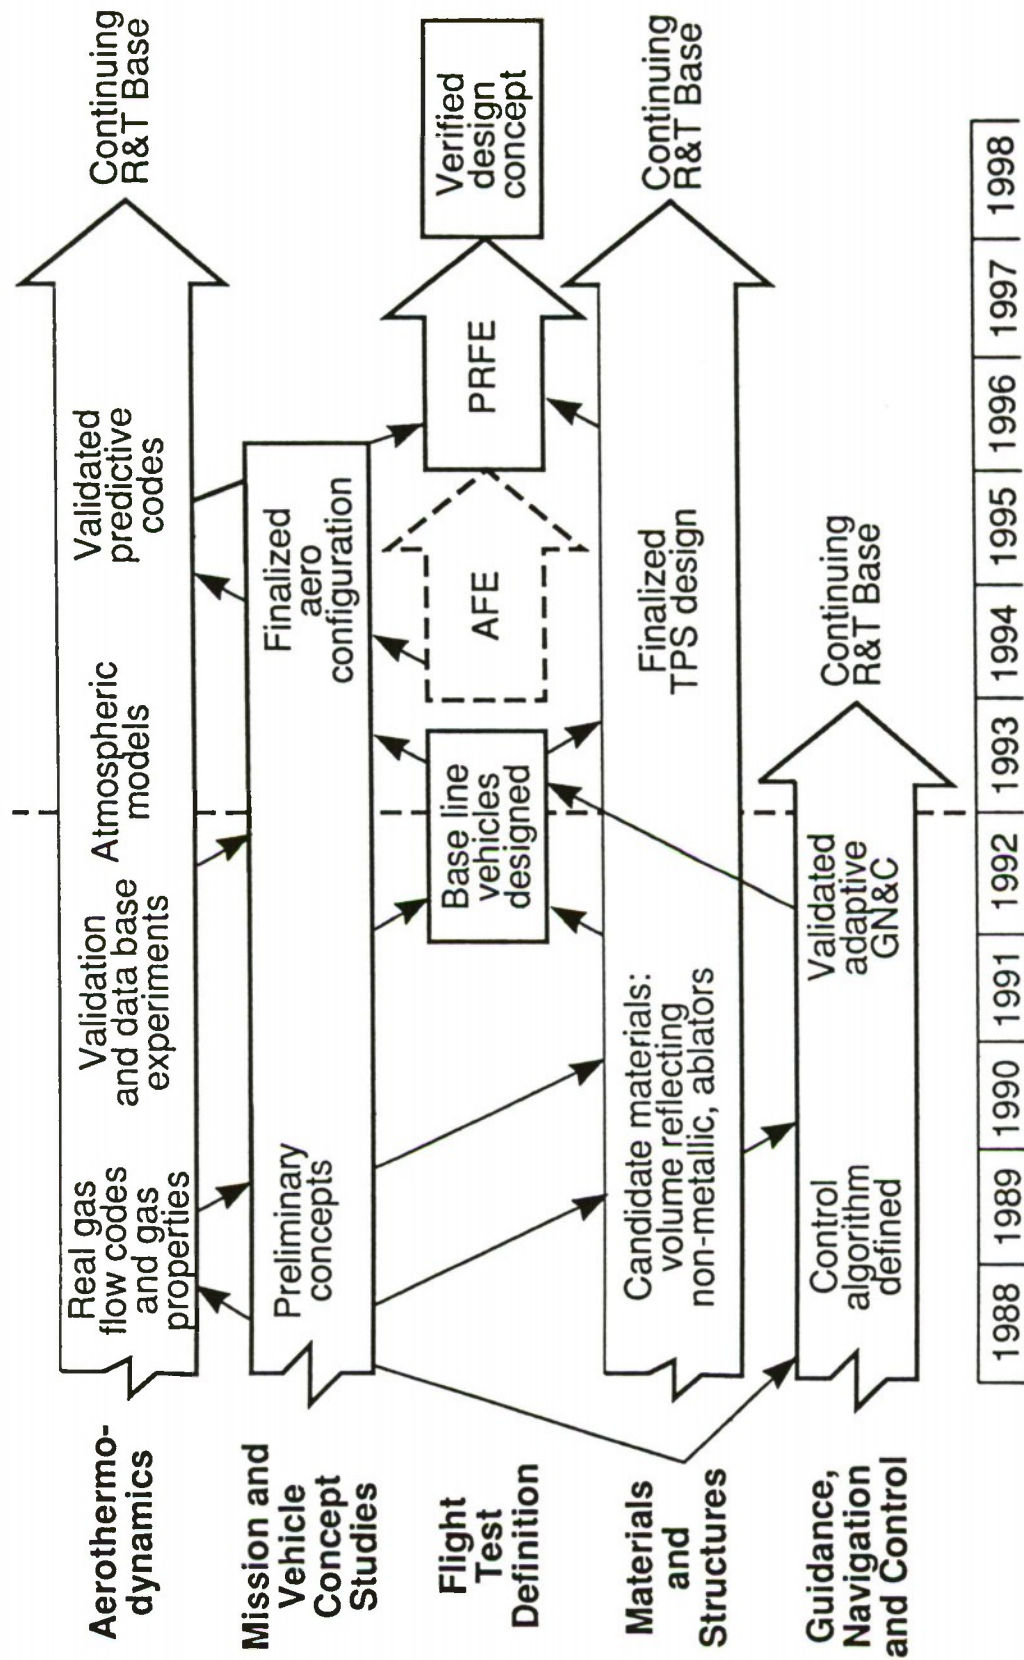 Aerothermo-
dynamics
Real gas
flow codes
and gas
properties
Validation
and data base
experiments
Atmospheric
models
Validated
predictive
codes
Continuing
R&T Base
Mission and
Vehicle
Concept
Studies
Preliminary
concepts
Finalized
aero
configuration
Flight
Test
Definition
Base line
vehicles
designed
AFE
PRFE
Verified
design
concept
Materials
and
Structures
Candidate materials:
volume reflecting
non-metallic, ablators
Finalized
TPS design
Continuing
R&T Base
Guidance,
Navigation
and Control
Control
algorithm
defined
Validated
adaptive
GN&C
Continuing
R&T Base
1988 1989 1990 1991 1992 1993 1994 1995 1996 1997 1998